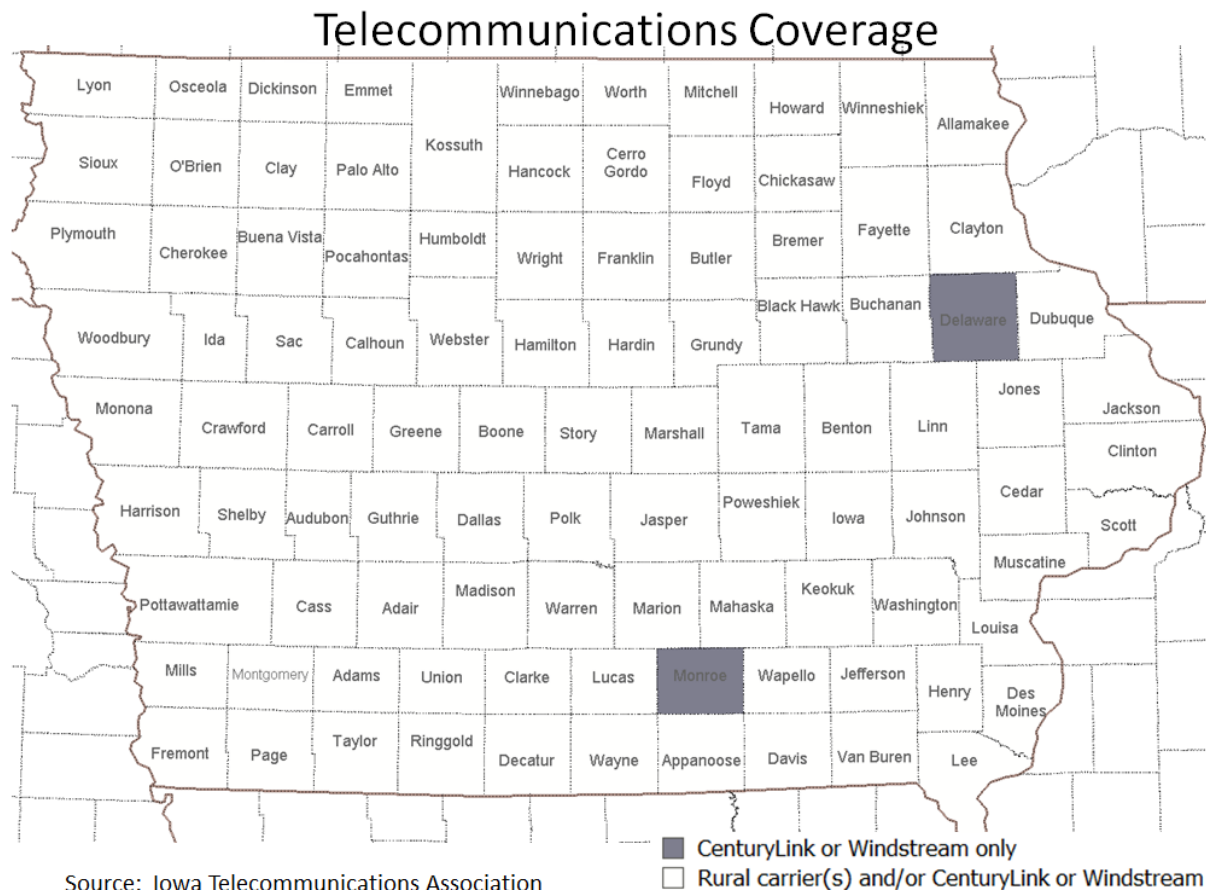 Telecommunications Coverage
Lyon
Osceola
Dickinson
Emmet
Kossuth
Winnebago
Worth
Mitchell
Howard
Winneshiek
Allamakee
Sioux
O'Brien
Clay
Palo Alto
Hancock
Cerro
Gordo
Floyd
Chickasaw
Plymouth
Cherokee
Buena Vista
Pocahontas
Humboldt
Wright
Franklin
Butler
Bremer
Fayette
Clayton
Woodbury
Ida
Sac
Calhoun
Webster
Hamilton
Hardin
Grundy
Black Hawk
Buchanan
Delaware
Dubuque
Monona
Crawford
Carroll
Greene
Boone
Story
Marshall
Tama
Benton
Linn
Jones
Jackson
Clinton
Harrison
Shelby
Audubon
Guthrie
Dallas
Polk
Jasper
Poweshiek
Iowa
Johnson
Cedar
Scott
Muscatine
Pottawattamie
Cass
Adair
Madison
Warren
Marion
Mahaska
Keokuk
Washington
Louisa
Mills
Montgomery
Adams
Union
Clarke
Lucas
Monroe
Wapello
Jefferson
Henry
Des
Moines
Fremont
Page
Taylor
Ringgold
Decatur
Wayne
Appanoose
Davis
Van Buren
Lee
CenturyLink or Windstream only
Rural carrier(s) and/or CenturyLink or Windstream
Source: Iowa Telecommunications Association